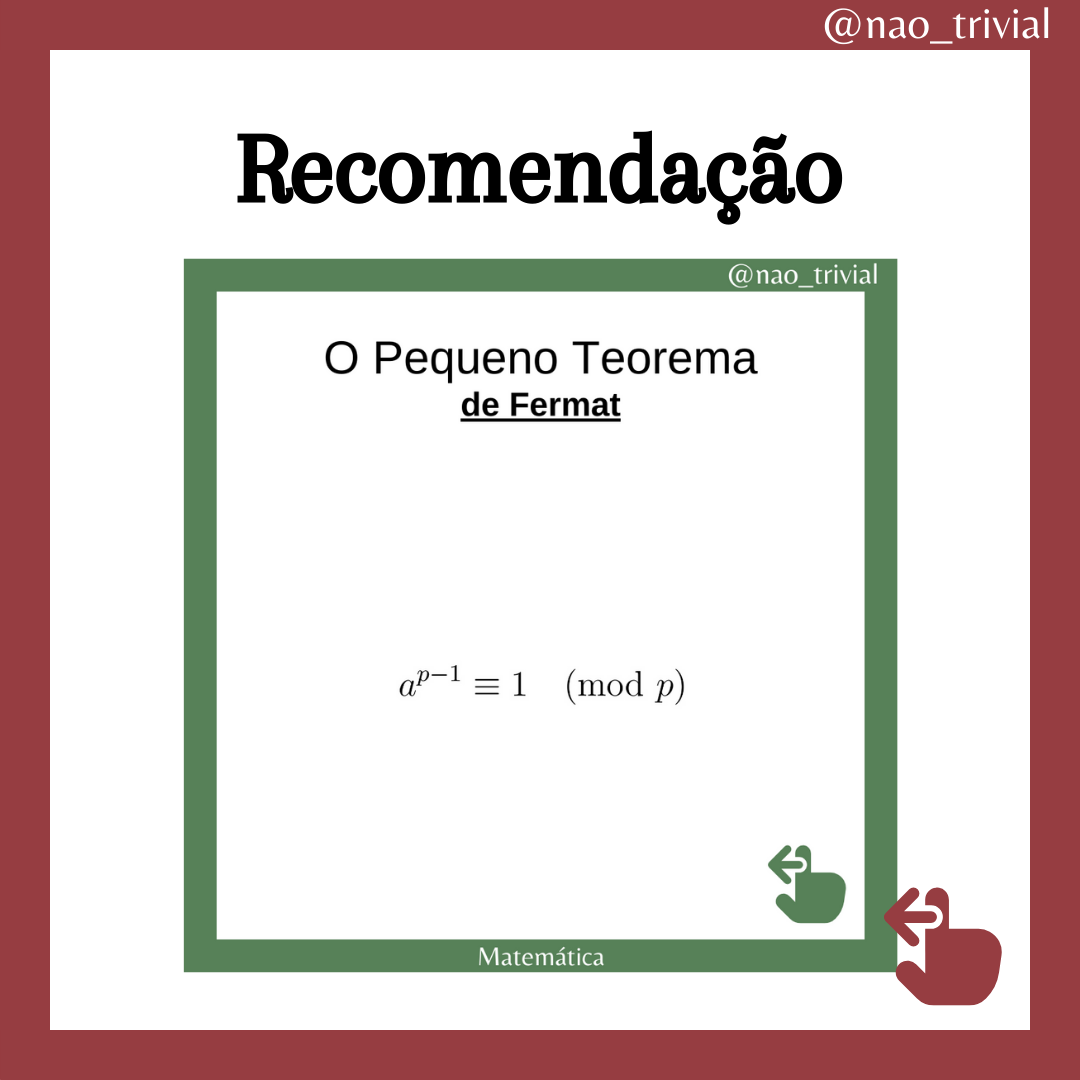 @nao_trivial
Recomendação
@nao_trivial
O Pequeno Teorema
de Fermat
a^{p-1} ≡ 1 (mod p)
Matemática